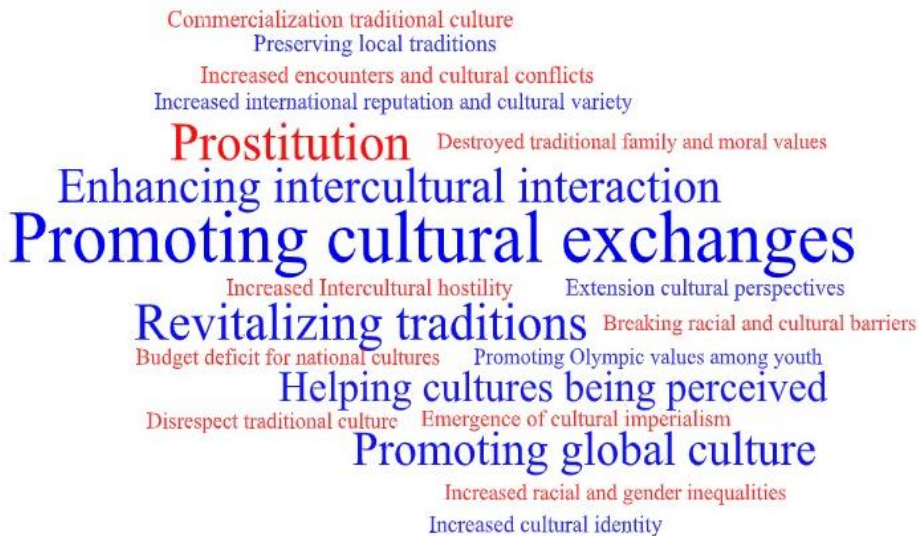 Commercialization traditional culture
Preserving local traditions
Increased encounters and cultural conflicts
Increased international reputation and cultural variety
Prostitution Destroyed traditional family and moral values
Enhancing intercultural interaction
Promoting cultural exchanges
Increased Intercultural hostility Extension cultural perspectives
Revitalizing traditions Breaking racial and cultural barriers
Budget deficit for national cultures Promoting Olympic values among youth
Helping cultures being perceived
Disrespect traditional culture Emergence of cultural imperialism
Promoting global culture
Increased racial and gender inequalities
Increased cultural identity